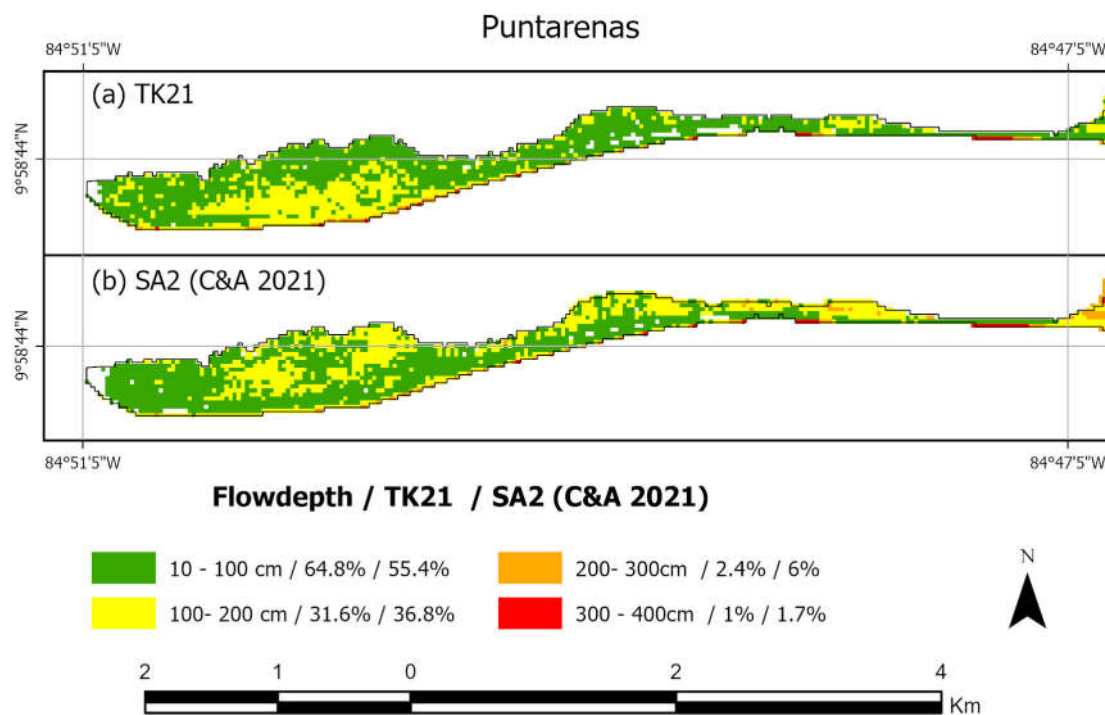 Puntarenas
84°51'5"W 84°47'5"W
(a) TK21
9°58'44"N
(b) SA2 (C&A 2021)
9°58'44"N
84°51'5"W 84°47'5"W
Flowdepth / TK21 / SA2 (C&A 2021)
10 - 100 cm / 64.8% / 55.4%
200- 300cm / 2.4% / 6%
100- 200 cm / 31.6% / 36.8%
300 - 400cm / 1% / 1.7%
N
2 1 0 2 4
Km